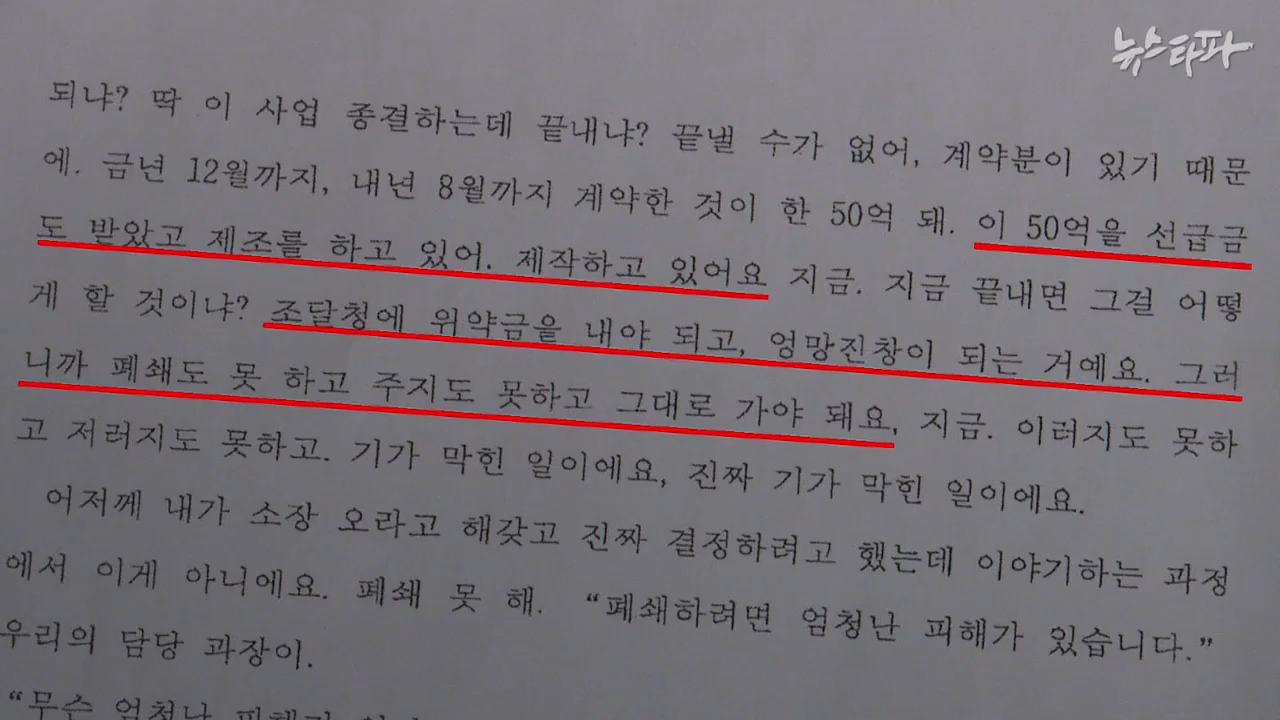 뉴스타파
되냐? 딱 이 사업 종결하는데 끝내냐? 끝낼 수가 없어, 계약분이 있기 때문
에. 금년 12월까지, 내년 8월까지 계약한 것이 한 50억 돼. 이 50억을 선급금
도 받았고 제조를 하고 있어. 제작하고 있어요 지금. 지금 끝내면 그걸 어떻
게 할 것이냐? 조달청에 위약금을 내야 되고, 엉망진창이 되는 거예요. 그러
니까 폐쇄도 못 하고 주지도 못하고 그대로 가야 돼요, 지금. 이러지도 못하
고 저러지도 못하고. 기가 막힌 일이에요, 진짜 기가 막힌 일이에요.
어저께 내가 소장 오라고 해갖고 진짜 결정하려고 했는데 이야기하는 과정
에서 이게 아니에요. 폐쇄 못 해. “폐쇄하려면 엄청난 피해가 있습니다.”
우리의 담당 과장이.
“무슨 엄청난 피해가